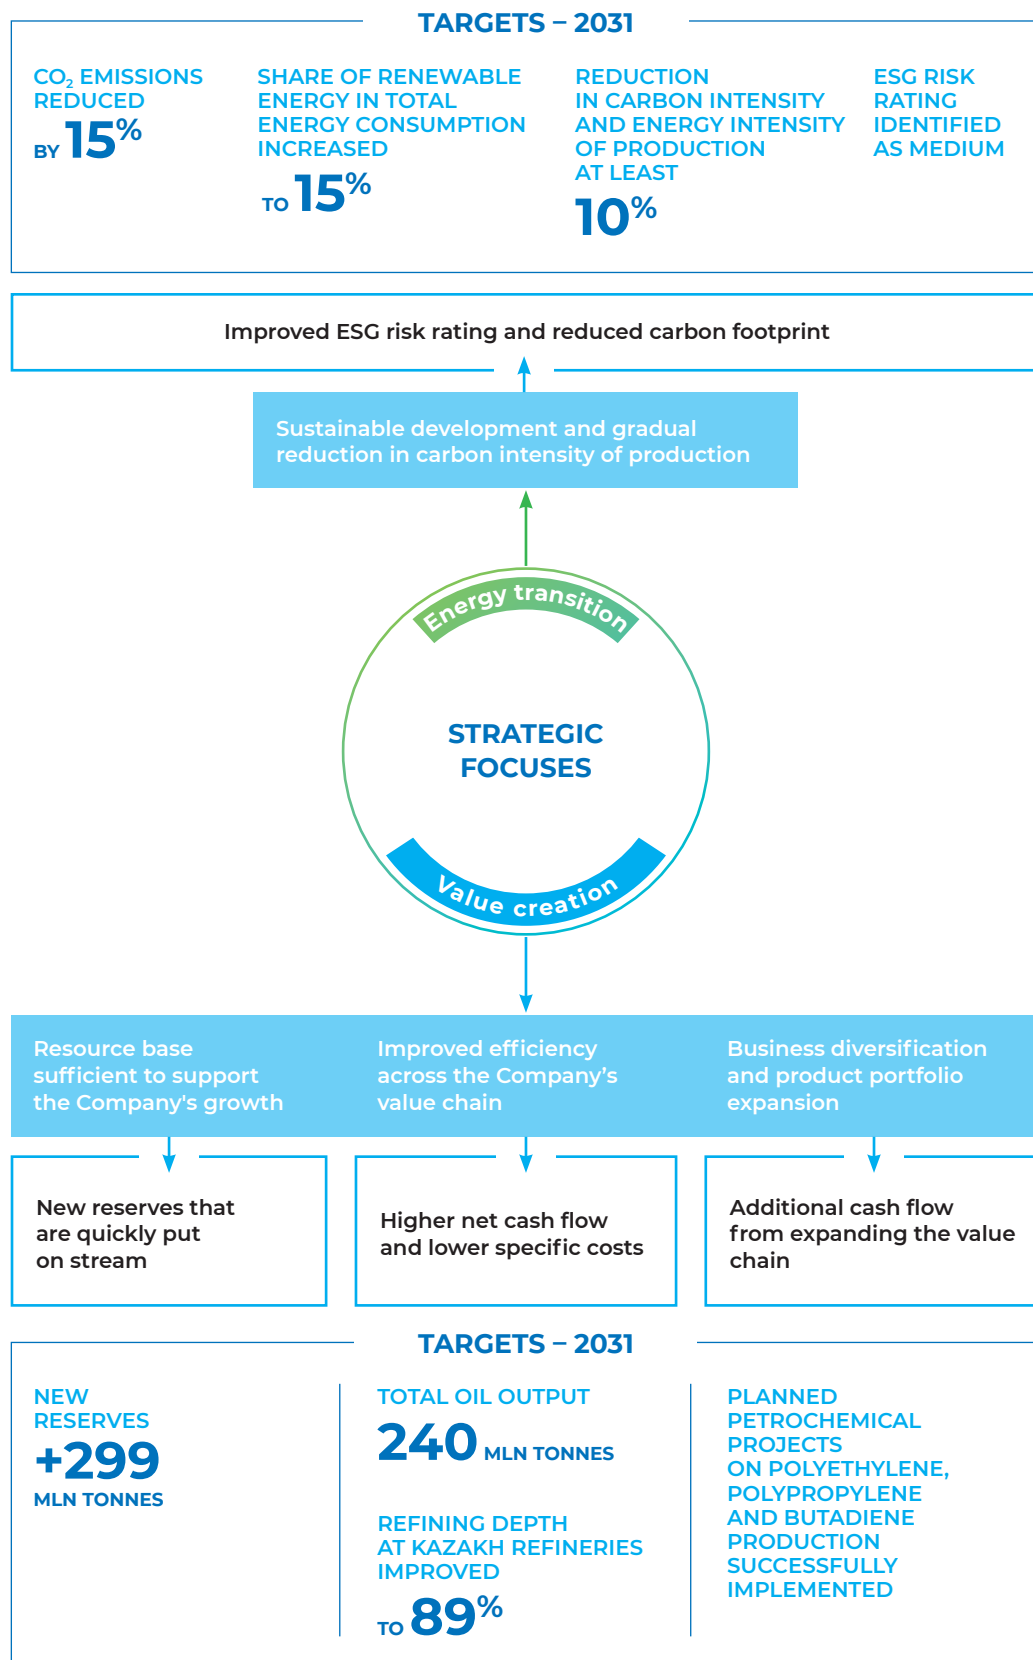 TARGETS – 2031
CO₂ EMISSIONS
REDUCED
BY 15%
SHARE OF RENEWABLE
ENERGY IN TOTAL
ENERGY CONSUMPTION
INCREASED
TO 15%
REDUCTION
IN CARBON INTENSITY
AND ENERGY INTENSITY
OF PRODUCTION
AT LEAST
10%
ESG RISK
RATING
IDENTIFIED
AS MEDIUM
Improved ESG risk rating and reduced carbon footprint
Sustainable development and gradual
reduction in carbon intensity of production
Energy transition
STRATEGIC
FOCUSES
Value creation
Resource base
sufficient to support
the Company's growth
Improved efficiency
across the Company’s
value chain
Business diversification
and product portfolio
expansion
New reserves that
are quickly put
on stream
Higher net cash flow
and lower specific costs
Additional cash flow
from expanding the value
chain
TARGETS – 2031
NEW
RESERVES
+299
MLN TONNES
TOTAL OIL OUTPUT
240 MLN TONNES
REFINING DEPTH
AT KAZAKH REFINERIES
IMPROVED
TO 89%
PLANNED
PETROCHEMICAL
PROJECTS
ON POLYETHYLENE,
POLYPROPYLENE
AND BUTADIENE
PRODUCTION
SUCCESSFULLY
IMPLEMENTED